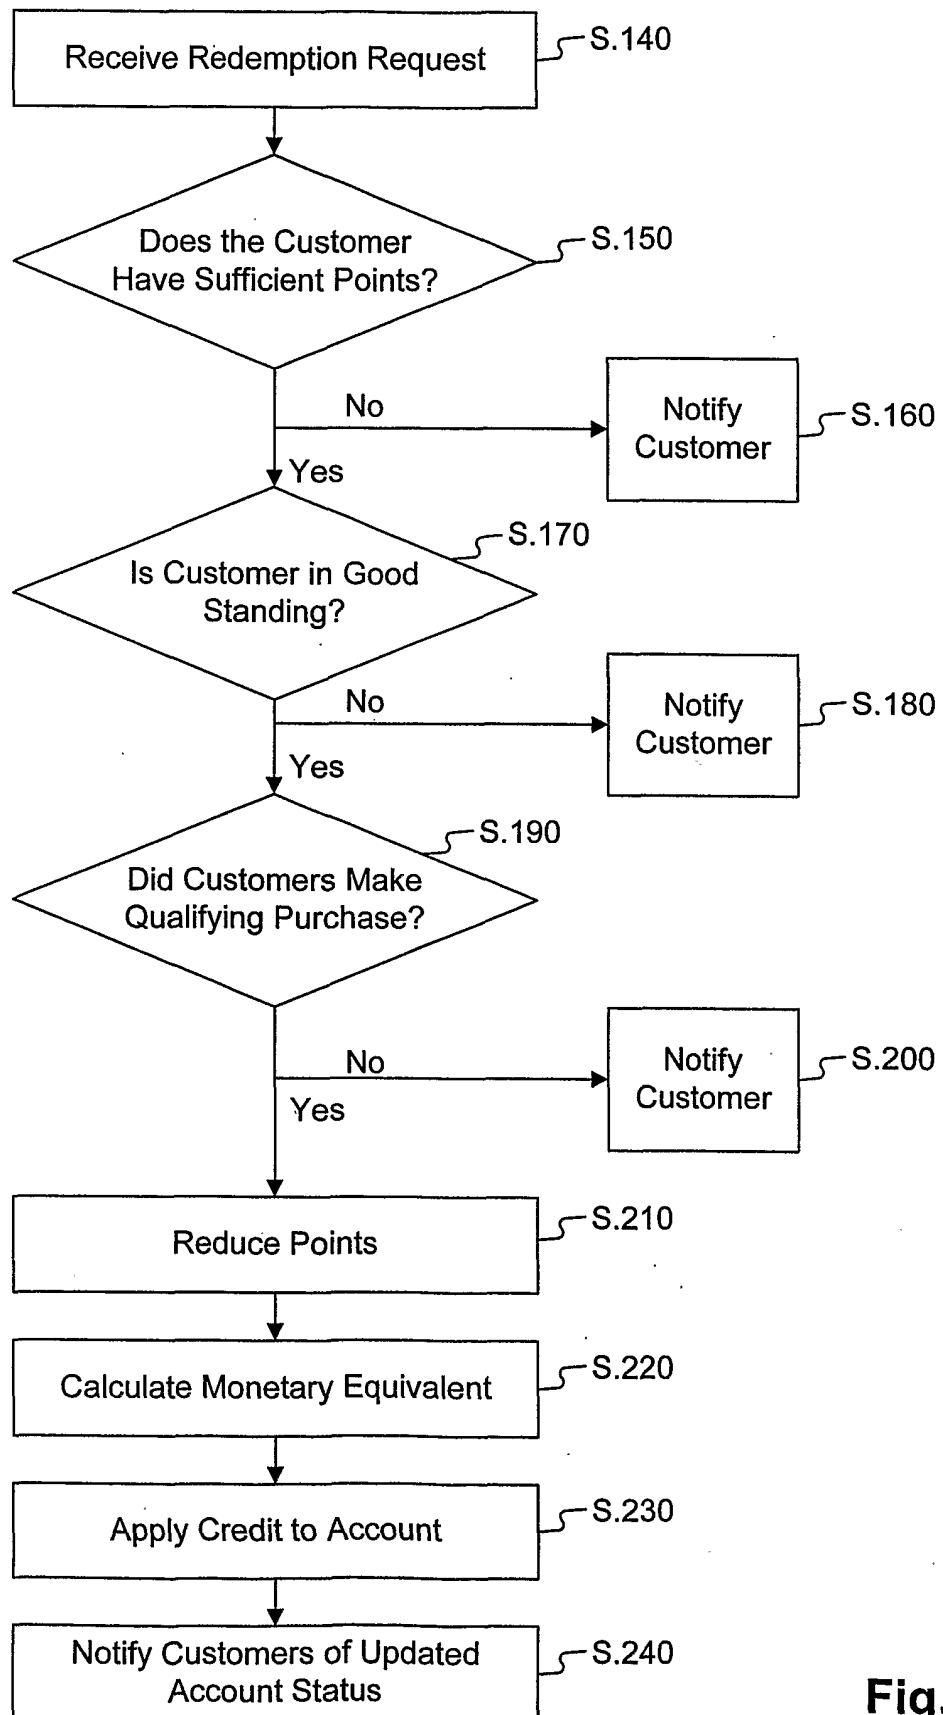 Receive Redemption Request
S.140
Does the Customer
Have Sufficient Points?
S.150
No
Notify
Customer
S.160
Yes
Is Customer in Good
Standing?
S.170
No
Notify
Customer
S.180
Yes
Did Customers Make
Qualifying Purchase?
S.190
No
Notify
Customer
S.200
Yes
Reduce Points
S.210
Calculate Monetary Equivalent
S.220
Apply Credit to Account
S.230
Notify Customers of Updated
Account Status
S.240
Fig.